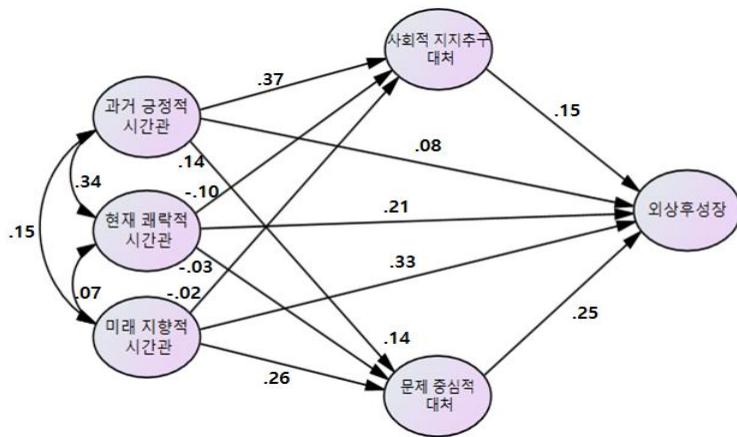 사회적 지지추구
대처
.37
과거 긍정적
시간관
.15
.14
.08
.34
-.10
외상후성장
현재 쾌락적
시간관
.21
.15
-.03
.33
.07
-.02
미래 지향적
시간관
.14
.25
.26
문제 중심적
대처